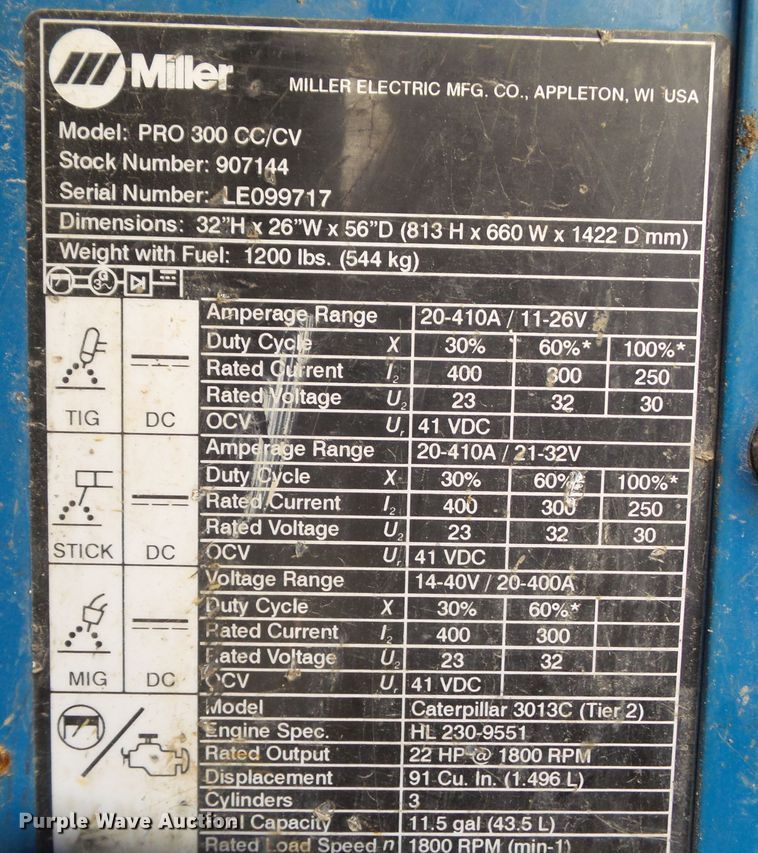 Miller
MILLER ELECTRIC MFG. CO., APPLETON, WI USA
Model: PRO 300 CC/CV
Stock Number: 907144
Serial Number: LE099717
Dimensions: 32"H x 26"W x 56"D (813 H x 660 W x 1422 D mm)
Weight with Fuel: 1200 lbs. (544 kg)
3~
TIG DC
Amperage Range 20-410A / 11-26V
Duty Cycle X 30% 60%* 100%*
Rated Current I2 400 300 250
Rated Voltage U2 23 32 30
OCV Ur 41 VDC
STICK DC
Amperage Range 20-410A / 21-32V
Duty Cycle X 30% 60%* 100%*
Rated Current I2 400 300 250
Rated Voltage U2 23 32 30
OCV Ur 41 VDC
MIG DC
Voltage Range 14-40V / 20-400A
Duty Cycle X 30% 60%*
Rated Current I2 400 300
Rated Voltage U2 23 32
OCV Ur 41 VDC
Model Caterpillar 3013C (Tier 2)
Engine Spec. HL 230-9551
Rated Output 22 HP @ 1800 RPM
Displacement 91 Cu. In. (1.496 L)
Cylinders 3
Capacity 11.5 gal (43.5 L)
Rated Load Speed n 1800 RPM (min-1)
Purple Wave Auction